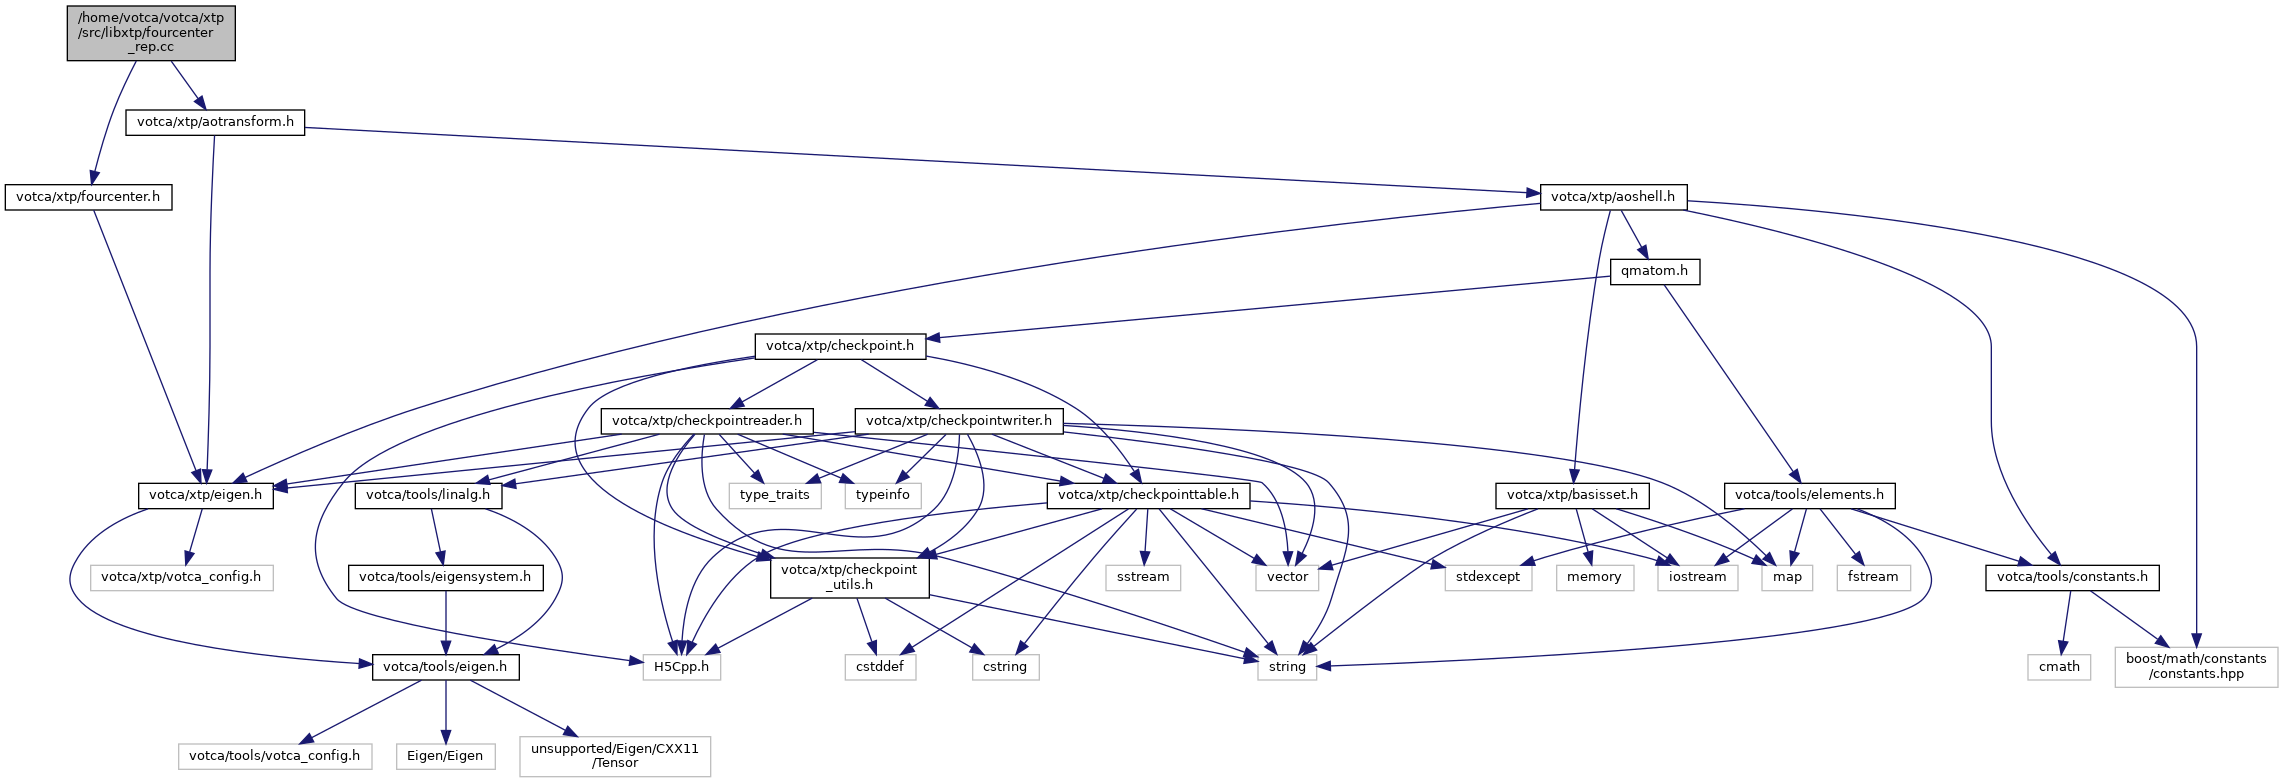 /home/votca/votca/xtp
/src/libxtp/fourcenter
_rep.cc
votca/xtp/aotransform.h
votca/xtp/fourcenter.h
votca/xtp/aoshell.h
qmatom.h
votca/xtp/checkpoint.h
votca/xtp/checkpointreader.h
votca/xtp/checkpointwriter.h
votca/xtp/eigen.h
votca/tools/linalg.h
type_traits
typeinfo
votca/xtp/checkpointtable.h
votca/xtp/basisset.h
votca/tools/elements.h
votca/xtp/votca_config.h
votca/tools/eigensystem.h
votca/xtp/checkpoint
_utils.h
sstream
vector
stdexcept
memory
iostream
map
fstream
votca/tools/constants.h
votca/tools/eigen.h
H5Cpp.h
cstddef
cstring
string
cmath
boost/math/constants
/constants.hpp
votca/tools/votca_config.h
Eigen/Eigen
unsupported/Eigen/CXX11
/Tensor